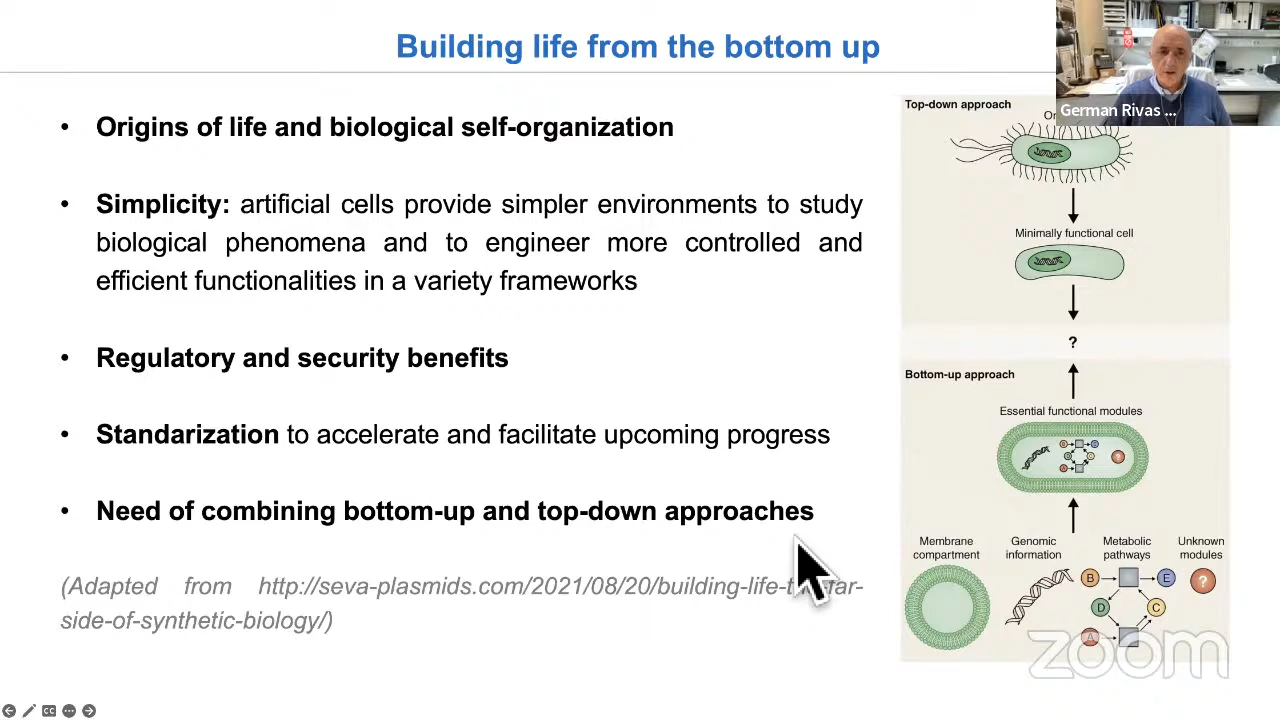 Building life from the bottom up
German Rivas ...
• Origins of life and biological self-organization
• Simplicity: artificial cells provide simpler environments to study
biological phenomena and to engineer more controlled and
efficient functionalities in a variety frameworks
• Regulatory and security benefits
• Standarization to accelerate and facilitate upcoming progress
• Need of combining bottom-up and top-down approaches
(Adapted from http://seva-plasmids.com/2021/08/20/building-life-t far-
side-of-synthetic-biology/)
Top-down approach
Minimally functional cell
?
Bottom-up approach
Essential functional modules
?
Membrane
compartment
Genomic
information
Metabolic
pathways
Unknown
modules
B
E
?
D
C
A
zoom
CC